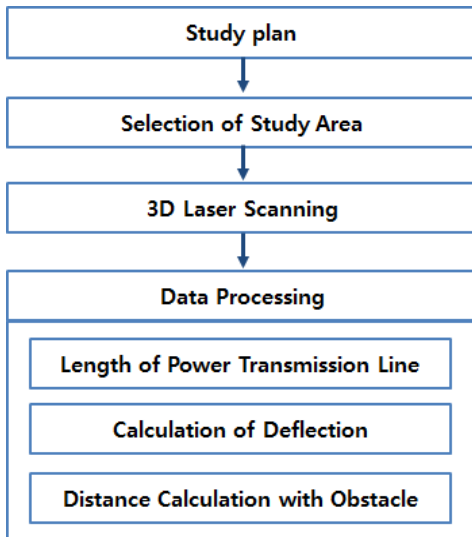 Study plan
Selection of Study Area
3D Laser Scanning
Data Processing
Length of Power Transmission Line
Calculation of Deflection
Distance Calculation with Obstacle